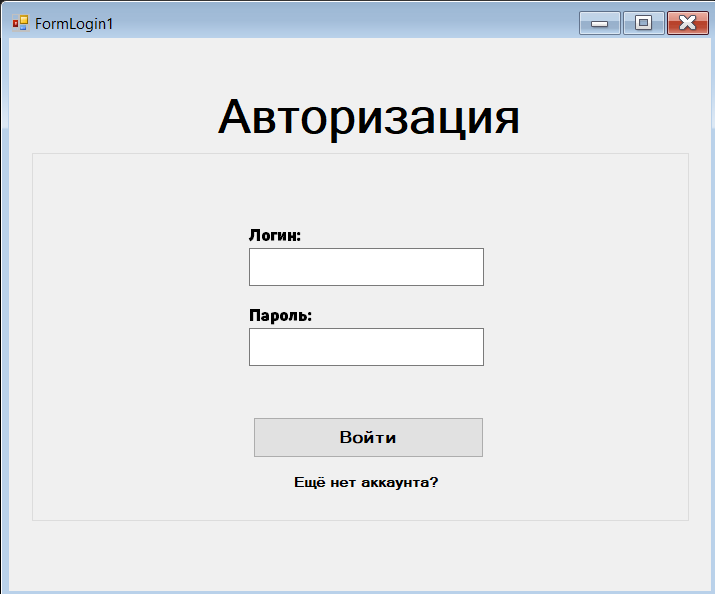 FormLogin1
Авторизация
Логин:
Пароль:
Войти
Ещё нет аккаунта?